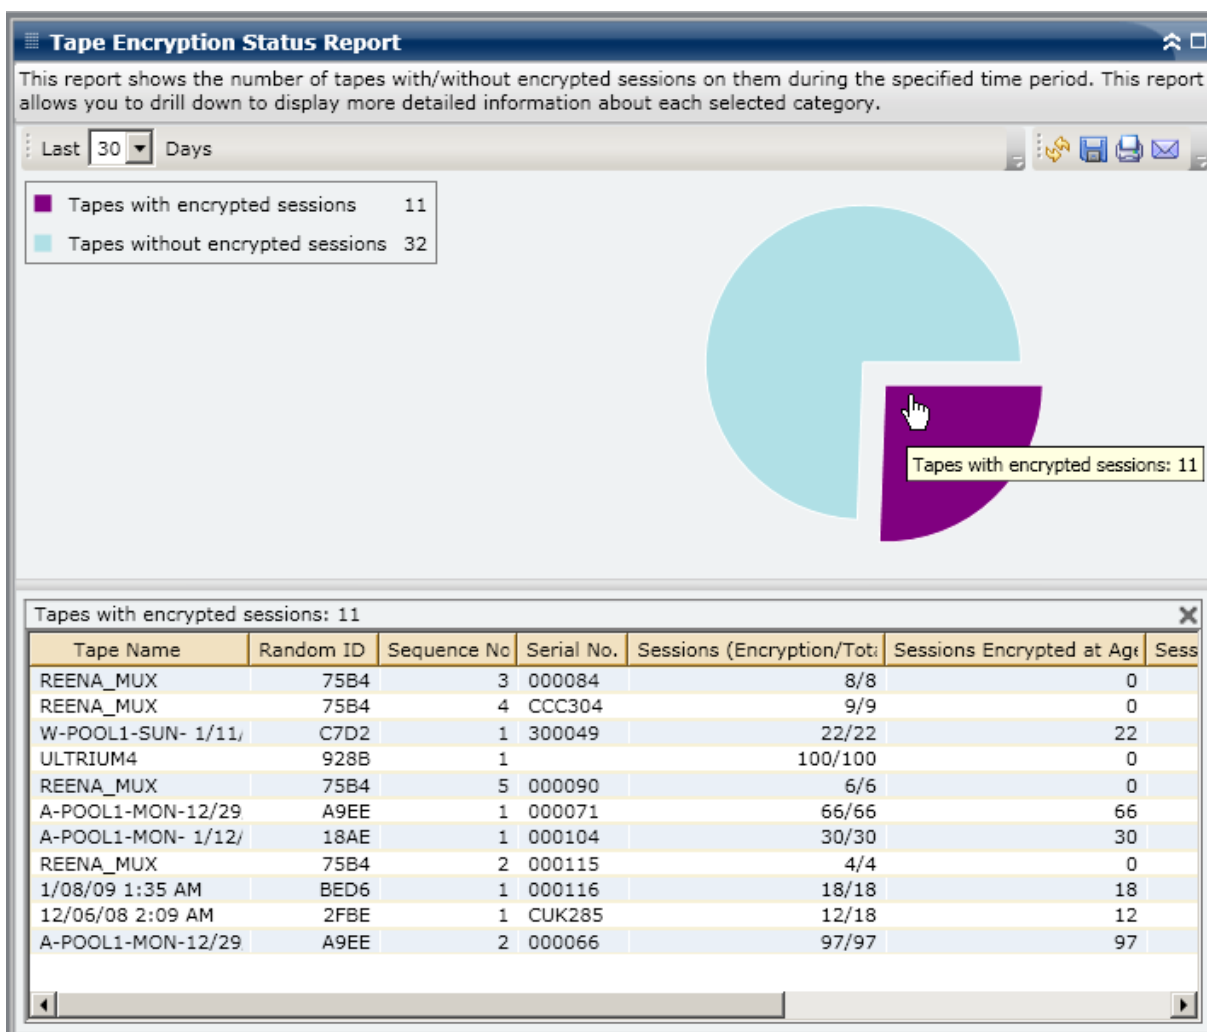 Tape Encryption Status Report
This report shows the number of tapes with/without encrypted sessions on them during the specified time period. This report
allows you to drill down to display more detailed information about each selected category.
Last 30 Days
Tapes with encrypted sessions 11
Tapes without encrypted sessions 32
Tapes with encrypted sessions: 11
Tapes with encrypted sessions: 11
Tape Name Random ID Sequence No Serial No. Sessions (Encryption/Tota Sessions Encrypted at Age Sess
REENA_MUX 75B4 3 000084 8/8 0
REENA_MUX 75B4 4 CCC304 9/9 0
W-POOL1-SUN- 1/11/ C7D2 1 300049 22/22 22
ULTRIUM4 928B 1 100/100 0
REENA_MUX 75B4 5 000090 6/6 0
A-POOL1-MON-12/29 A9EE 1 000071 66/66 66
A-POOL1-MON- 1/12/ 18AE 1 000104 30/30 30
REENA_MUX 75B4 2 000115 4/4 0
1/08/09 1:35 AM BED6 1 000116 18/18 18
12/06/08 2:09 AM 2FBE 1 CUK285 12/18 12
A-POOL1-MON-12/29 A9EE 2 000066 97/97 97